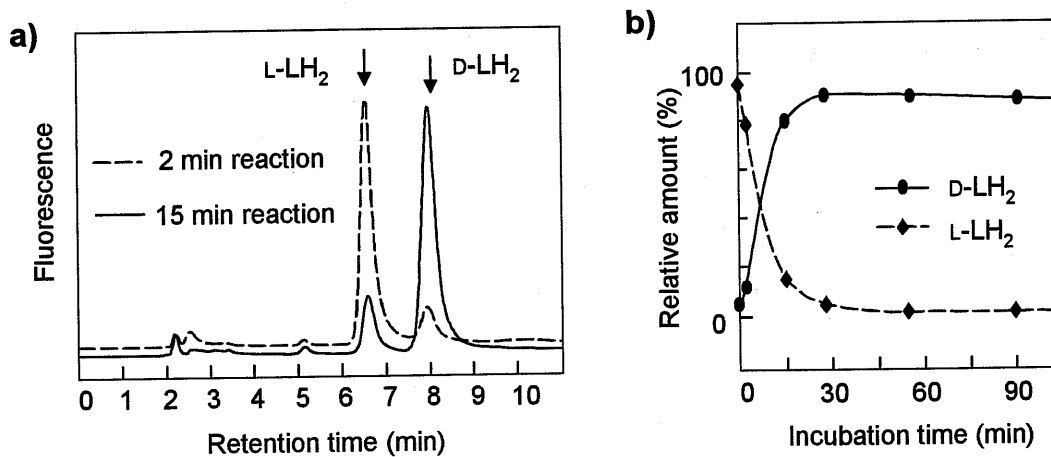 a)
L-LH2
D-LH2
2 min reaction
15 min reaction
Fluorescence
0 1 2 3 4 5 6 7 8 9 10
Retention time (min)
b)
100
0
Relative amount (%)
D-LH2
L-LH2
0 30 60 90
Incubation time (min)